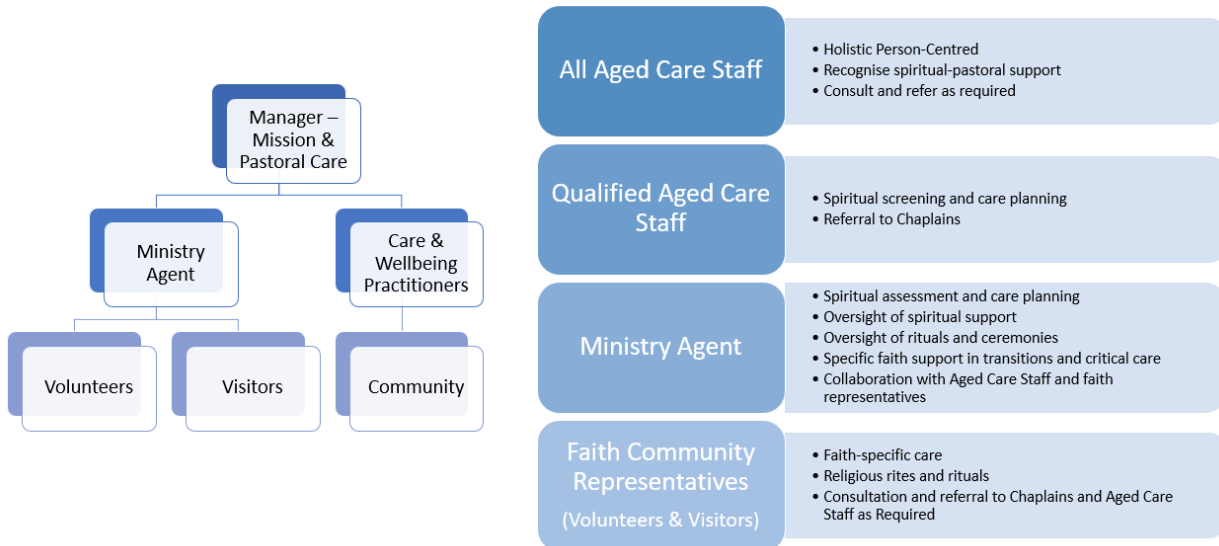 Manager –
Mission &
Pastoral Care
Ministry
Agent
Care &
Wellbeing
Practitioners
Volunteers
Visitors
Community
All Aged Care Staff
• Holistic Person-Centred
• Recognise spiritual-pastoral support
• Consult and refer as required
Qualified Aged Care
Staff
• Spiritual screening and care planning
• Referral to Chaplains
Ministry Agent
• Spiritual assessment and care planning
• Oversight of spiritual support
• Oversight of rituals and ceremonies
• Specific faith support in transitions and critical care
• Collaboration with Aged Care Staff and faith
representatives
Faith Community
Representatives
(Volunteers & Visitors)
• Faith-specific care
• Religious rites and rituals
• Consultation and referral to Chaplains and Aged Care
Staff as Required